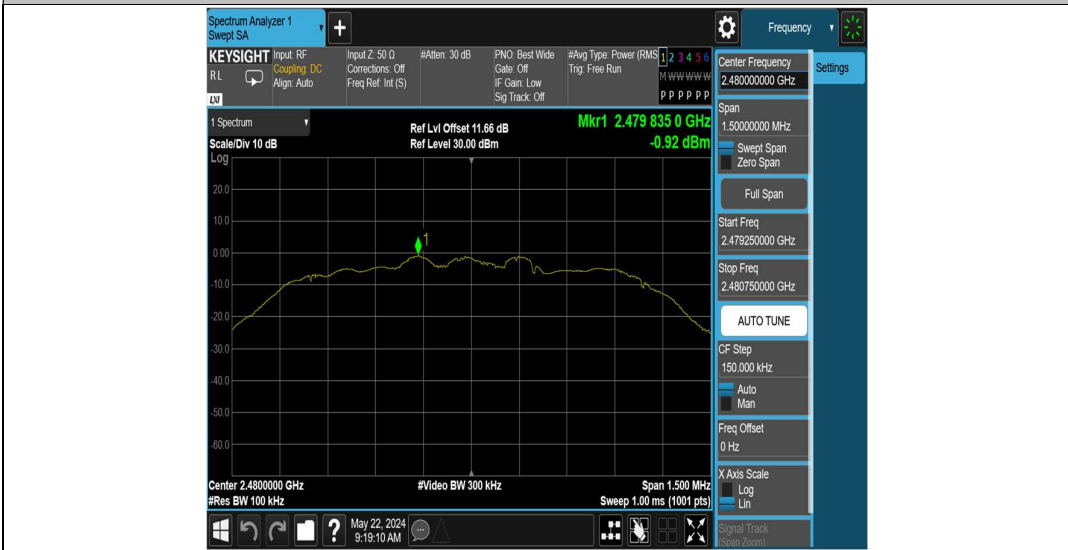 Spectrum Analyzer 1
Swept SA
+
Frequency
KEYSIGHT
RL
LXI
Input: RF
Coupling: DC
Align: Auto
Input Z: 50 Ω
Corrections: Off
Freq Ref: Int (S)
#Atten: 30 dB
PNO: Best Wide
Gate: Off
IF Gain: Low
Sig Track: Off
#Avg Type: Power (RMS
Trig: Free Run
1 2 3 4 5 6
M W W W W W
P P P P P P
1 Spectrum
Scale/Div 10 dB
Ref Lvl Offset 11.66 dB
Ref Level 30.00 dBm
Mkr1 2.479 835 0 GHz
-0.92 dBm
Log
20.0
10.0
0.00
-10.0
-20.0
-30.0
-40.0
-50.0
-60.0
1
Center 2.4800000 GHz
#Res BW 100 kHz
#Video BW 300 kHz
Span 1.500 MHz
Sweep 1.00 ms (1001 pts)
?
May 22, 2024
9:19:10 AM
Center Frequency
2.480000000 GHz
Settings
Span
1.50000000 MHz
Swept Span
Zero Span
Full Span
Start Freq
2.479250000 GHz
Stop Freq
2.480750000 GHz
AUTO TUNE
CF Step
150.000 kHz
Auto
Man
Freq Offset
0 Hz
X Axis Scale
Log
Lin
Signal Track
(Span Zoom)